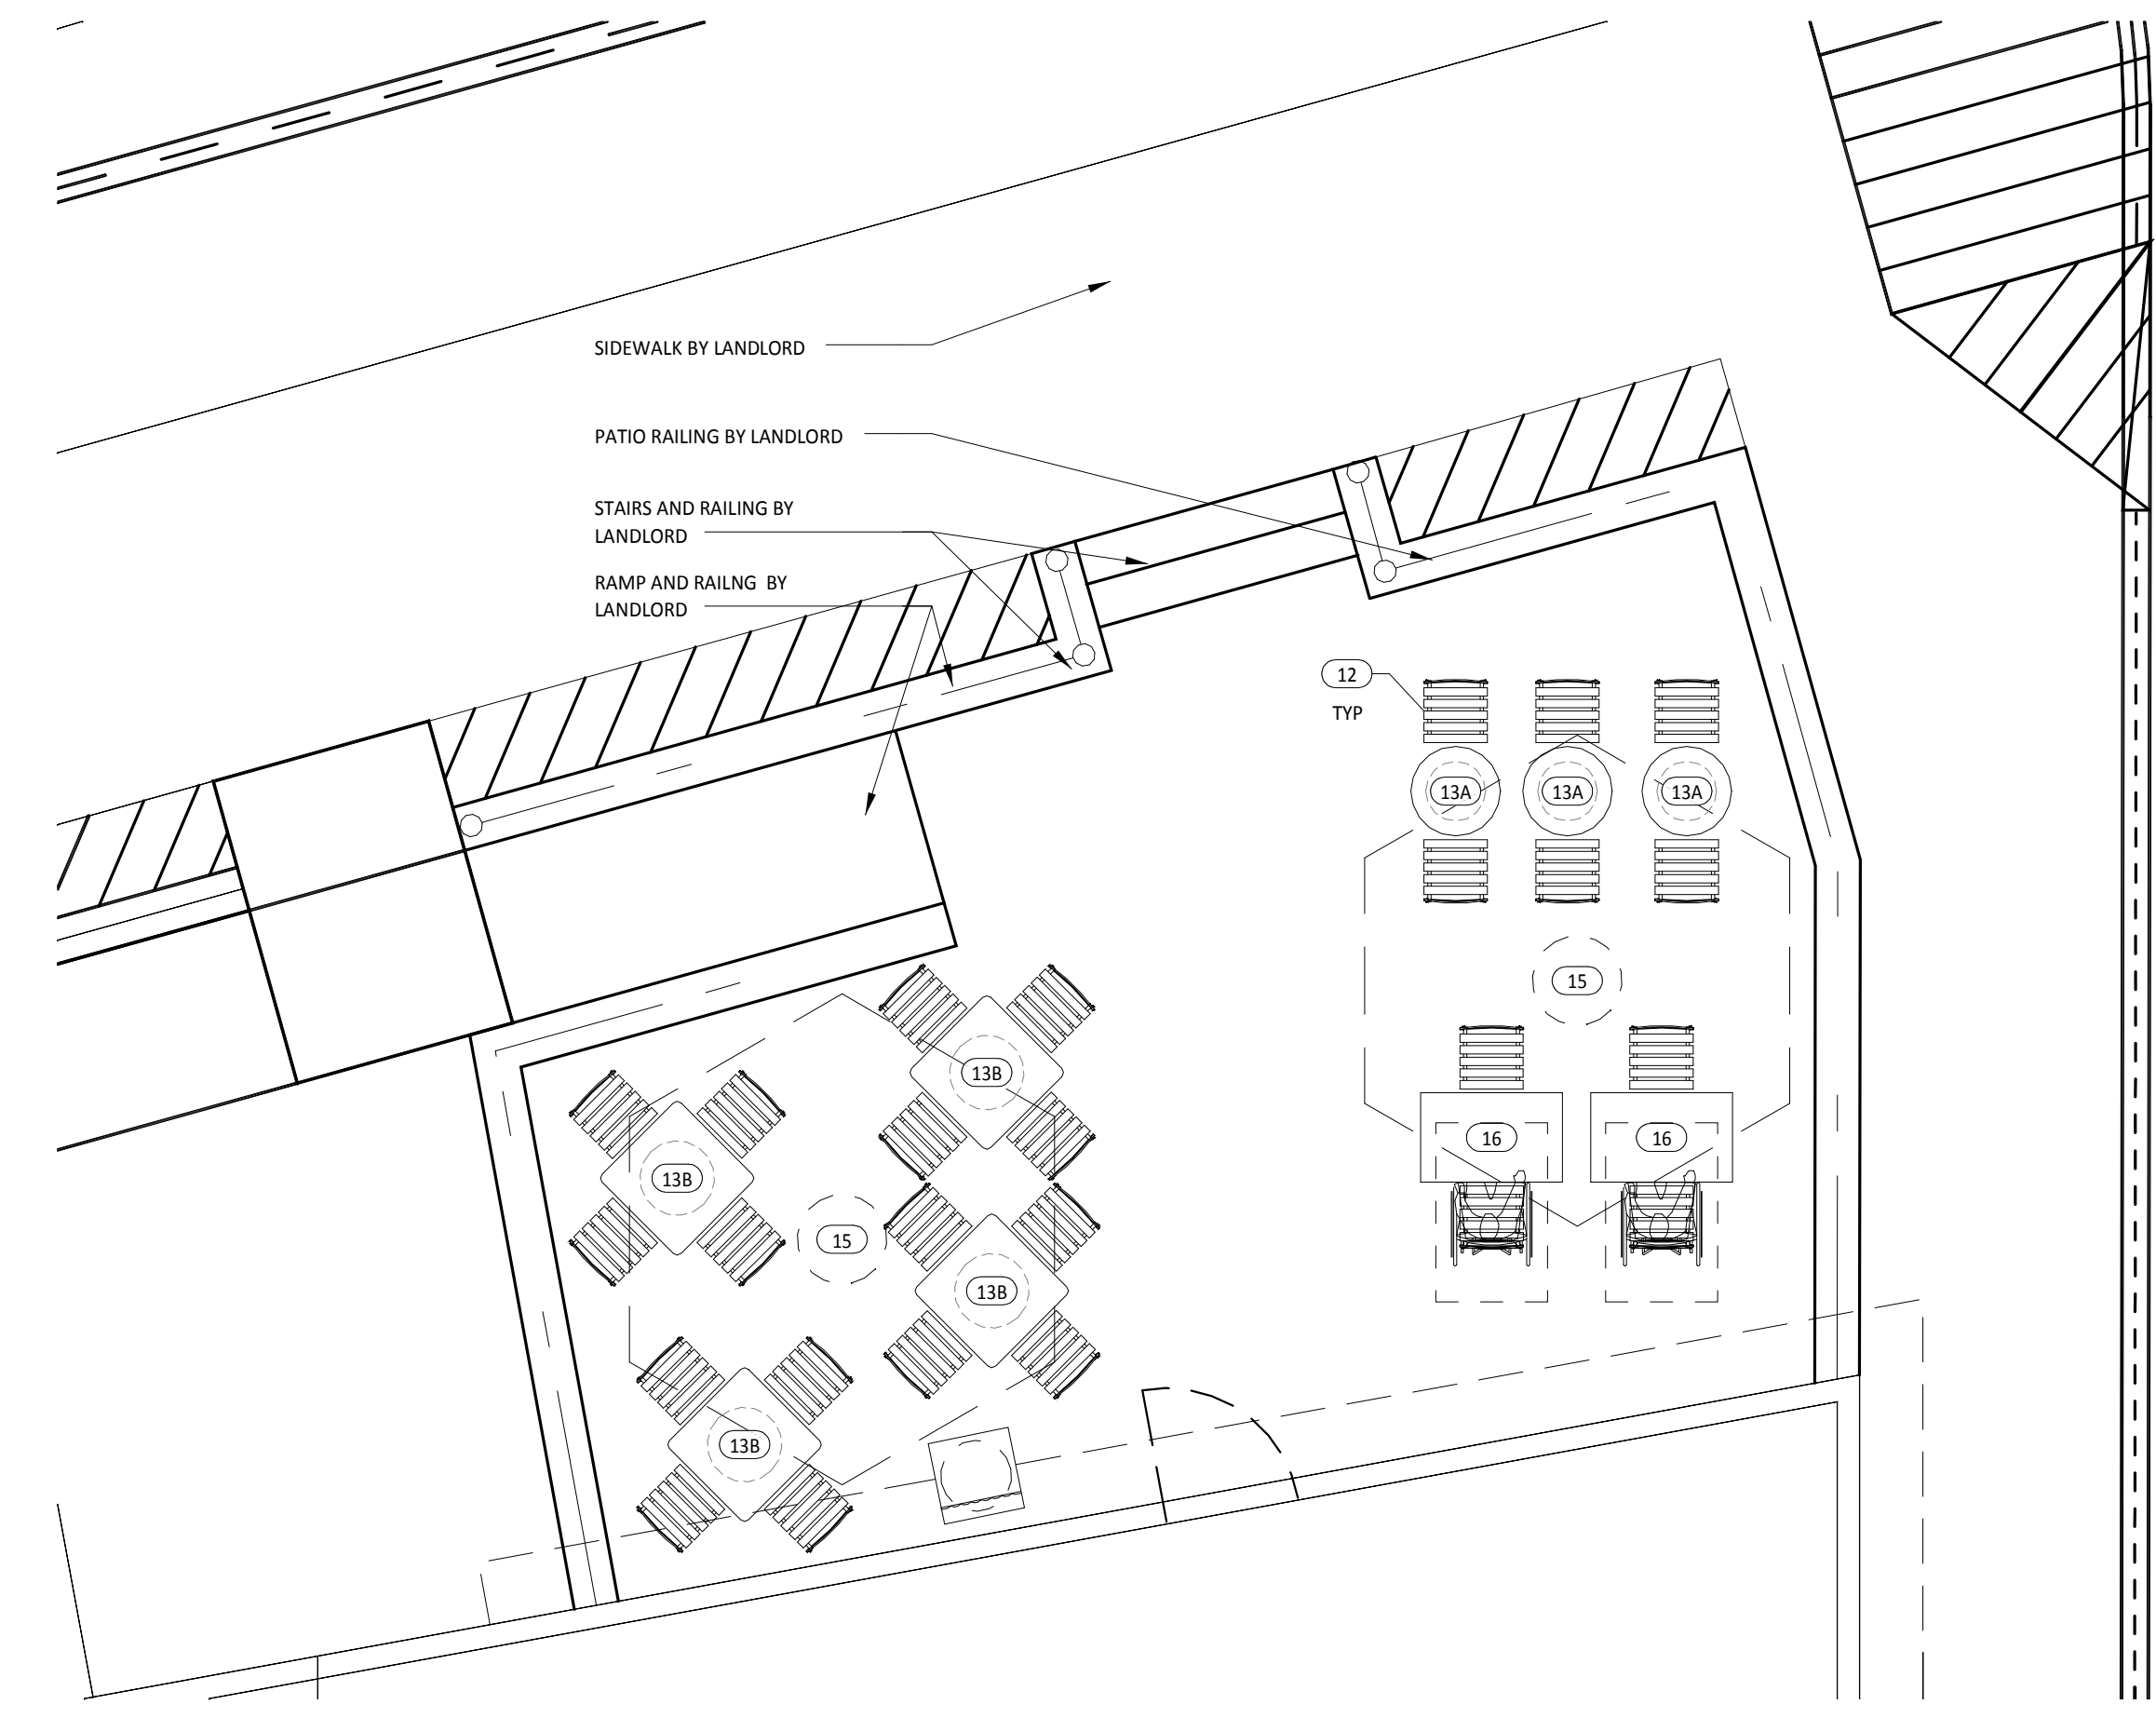 SIDEWALK BY LANDLORD
PATIO RAILING BY LANDLORD
STAIRS AND RAILING BY
LANDLORD
RAMP AND RAILNG BY
LANDLORD
12
TYP
13A 13A 13A
15
13B
16 16
13B
15
13B
13B